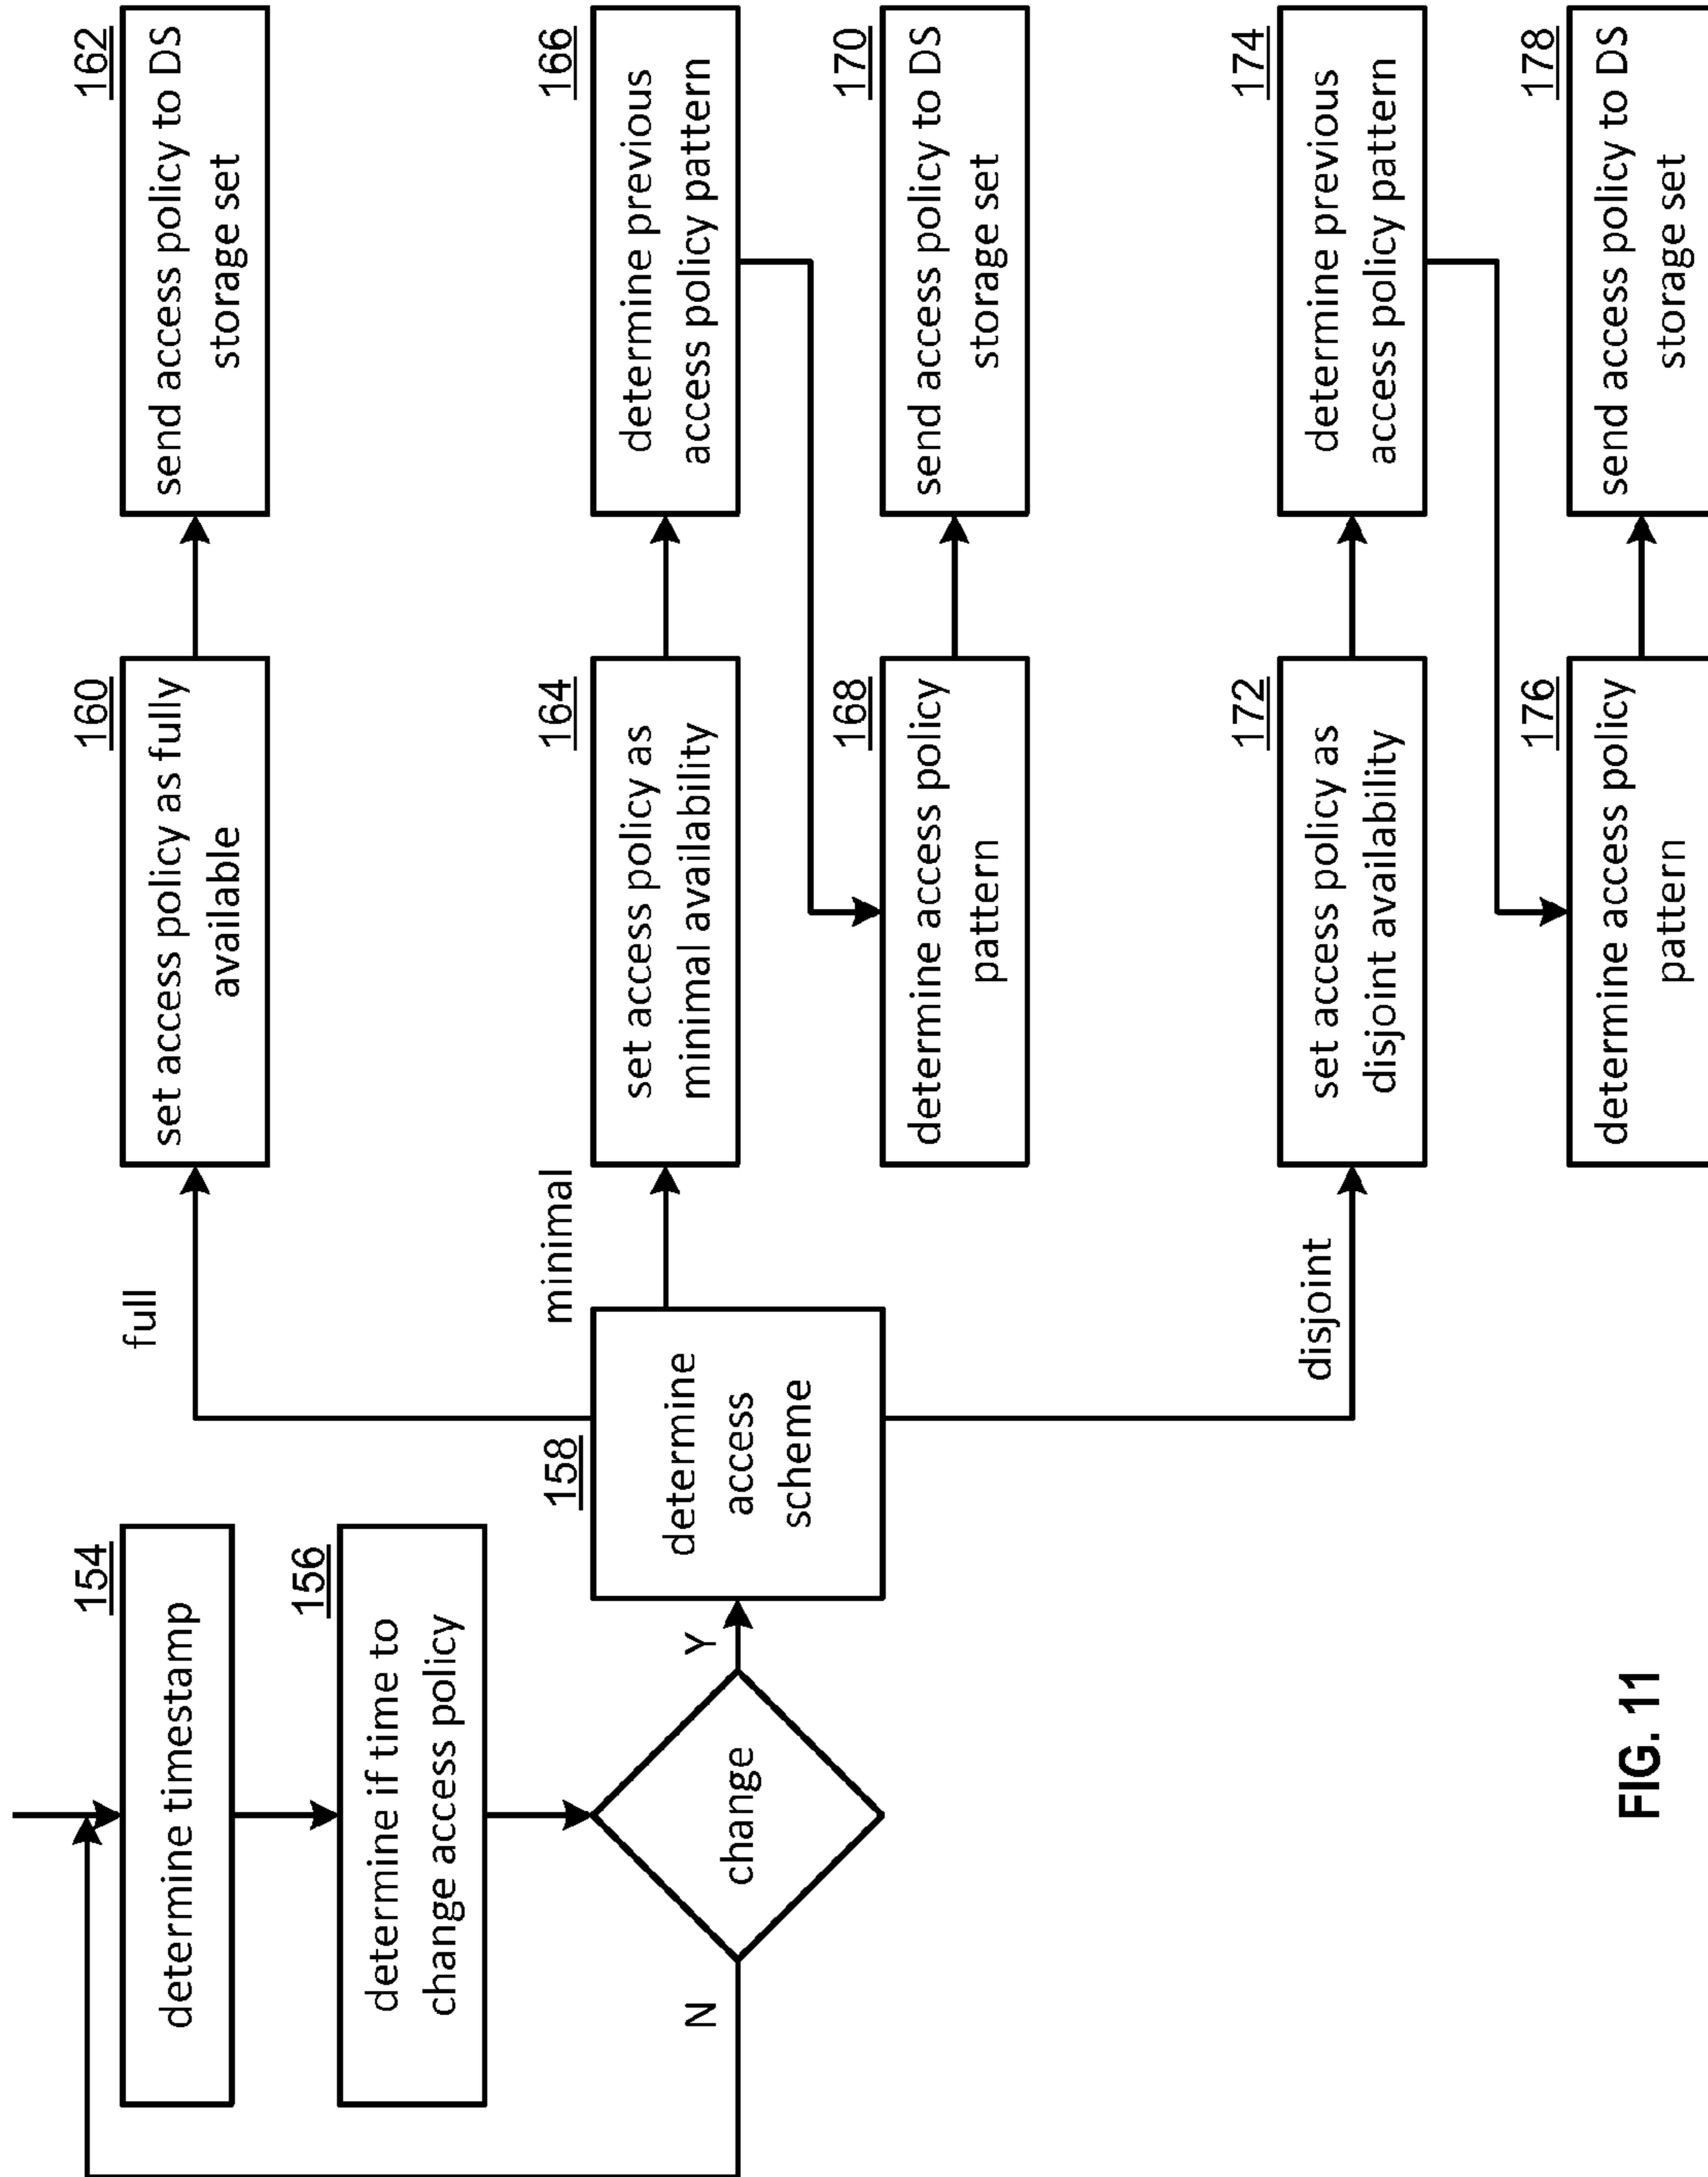 154
determine timestamp
156
determine if time to
change access policy
change
N
Y
158
determine
access
scheme
full
160
set access policy as fully
available
162
send access policy to DS
storage set
minimal
164
set access policy as
minimal availability
166
determine previous
access policy pattern
168
determine access policy
pattern
170
send access policy to DS
storage set
disjoint
172
set access policy as
disjoint availability
174
determine previous
access policy pattern
176
determine access policy
pattern
178
send access policy to DS
storage set
FIG. 11